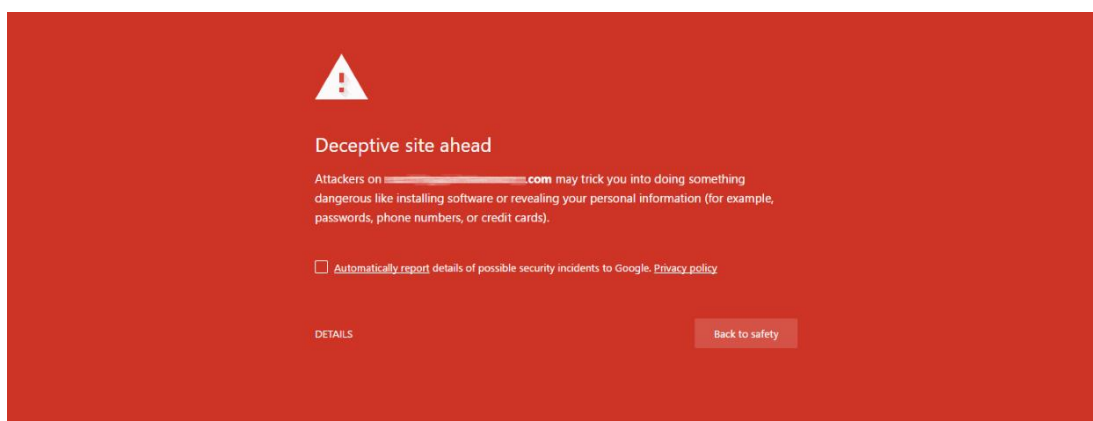 !
Deceptive site ahead
Attackers on .com may trick you into doing something
dangerous like installing software or revealing your personal information (for example,
passwords, phone numbers, or credit cards).
Automatically report details of possible security incidents to Google. Privacy policy
DETAILS
Back to safety